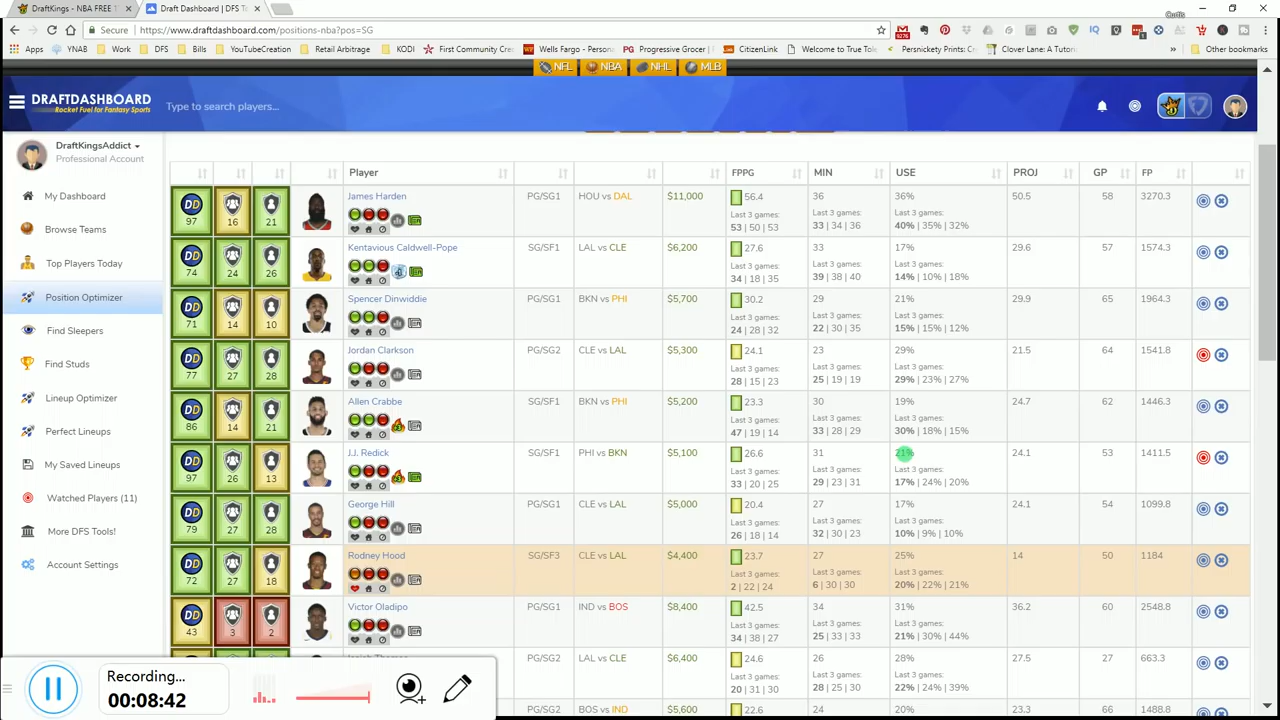 Curtis
DraftKings - NBA FREE
Draft Dashboard | DFS To
Secure | https://www.draftdashboard.com/positions-nba?pos=SG
Apps YNAB Work DFS Bills YouTubeCreation Retail Arbitrage KODI First Community Crec Wells Fargo - Persona Progressive Grocer CitizenLink Welcome to True Tole Persnickety Prints: Cr Clover Lane: A Tutori » Other bookmarks
NFL NBA NHL MLB
DRAFTDASHBOARD
Rocket Fuel for Fantasy Sports
Type to search players...
DraftKingsAddict
Professional Account
My Dashboard
Browse Teams
Top Players Today
Position Optimizer
Find Sleepers
Find Studs
Lineup Optimizer
Perfect Lineups
My Saved Lineups
Watched Players (11)
More DFS Tools!
Account Settings
Player FPPG MIN USE PROJ GP FP
DD 97 16 21 James Harden PG/SG1 HOU vs DAL $11,000 56.4 36 36% 50.5 58 3270.3
Last 3 games: Last 3 games: Last 3 games:
53 | 50 | 53 33 | 34 | 36 40% | 35% | 32%
DD 74 24 26 Kentavious Caldwell-Pope SG/SF1 LAL vs CLE $6,200 27.6 33 17% 29.6 57 1574.3
Last 3 games: Last 3 games: Last 3 games:
34 | 18 | 35 39 | 38 | 40 14% | 10% | 18%
DD 71 14 10 Spencer Dinwiddie PG/SG1 BKN vs PHI $5,700 30.2 29 21% 29.9 65 1964.3
Last 3 games: Last 3 games: Last 3 games:
24 | 28 | 32 22 | 30 | 35 15% | 15% | 12%
DD 77 27 28 Jordan Clarkson PG/SG2 CLE vs LAL $5,300 24.1 23 29% 21.5 64 1541.8
Last 3 games: Last 3 games: Last 3 games:
28 | 15 | 23 25 | 19 | 19 29% | 23% | 27%
DD 86 14 21 Allen Crabbe SG/SF1 BKN vs PHI $5,200 23.3 30 19% 24.7 62 1446.3
Last 3 games: Last 3 games: Last 3 games:
47 | 19 | 14 33 | 28 | 29 30% | 18% | 15%
DD 97 26 13 J.J. Redick SG/SF1 PHI vs BKN $5,100 26.6 31 21% 24.1 53 1411.5
Last 3 games: Last 3 games: Last 3 games:
33 | 20 | 25 29 | 23 | 31 17% | 24% | 20%
DD 79 27 28 George Hill PG/SG1 CLE vs LAL $5,000 20.4 27 17% 24.1 54 1099.8
Last 3 games: Last 3 games: Last 3 games:
26 | 18 | 14 32 | 30 | 23 10% | 9% | 10%
DD 72 27 18 Rodney Hood SG/SF3 CLE vs LAL $4,400 23.7 27 25% 14 50 1184
Last 3 games: Last 3 games: Last 3 games:
2 | 22 | 24 6 | 30 | 30 20% | 22% | 21%
DD 43 3 2 Victor Oladipo PG/SG1 IND vs BOS $8,400 42.5 34 31% 36.2 60 2548.8
Last 3 games: Last 3 games: Last 3 games:
34 | 38 | 27 25 | 33 | 33 21% | 30% | 44%
Isaiah Thomas PG/SG2 LAL vs CLE $6,400 24.6 26 28% 27.5 27 663.3
Last 3 games: Last 3 games: Last 3 games:
20 | 31 | 30 28 | 25 | 30 22% | 24% | 39%
PG/SG2 BOS vs IND $5,600 22.6 24 20% 23.3 66 1488.8
Recording...
00:08:42